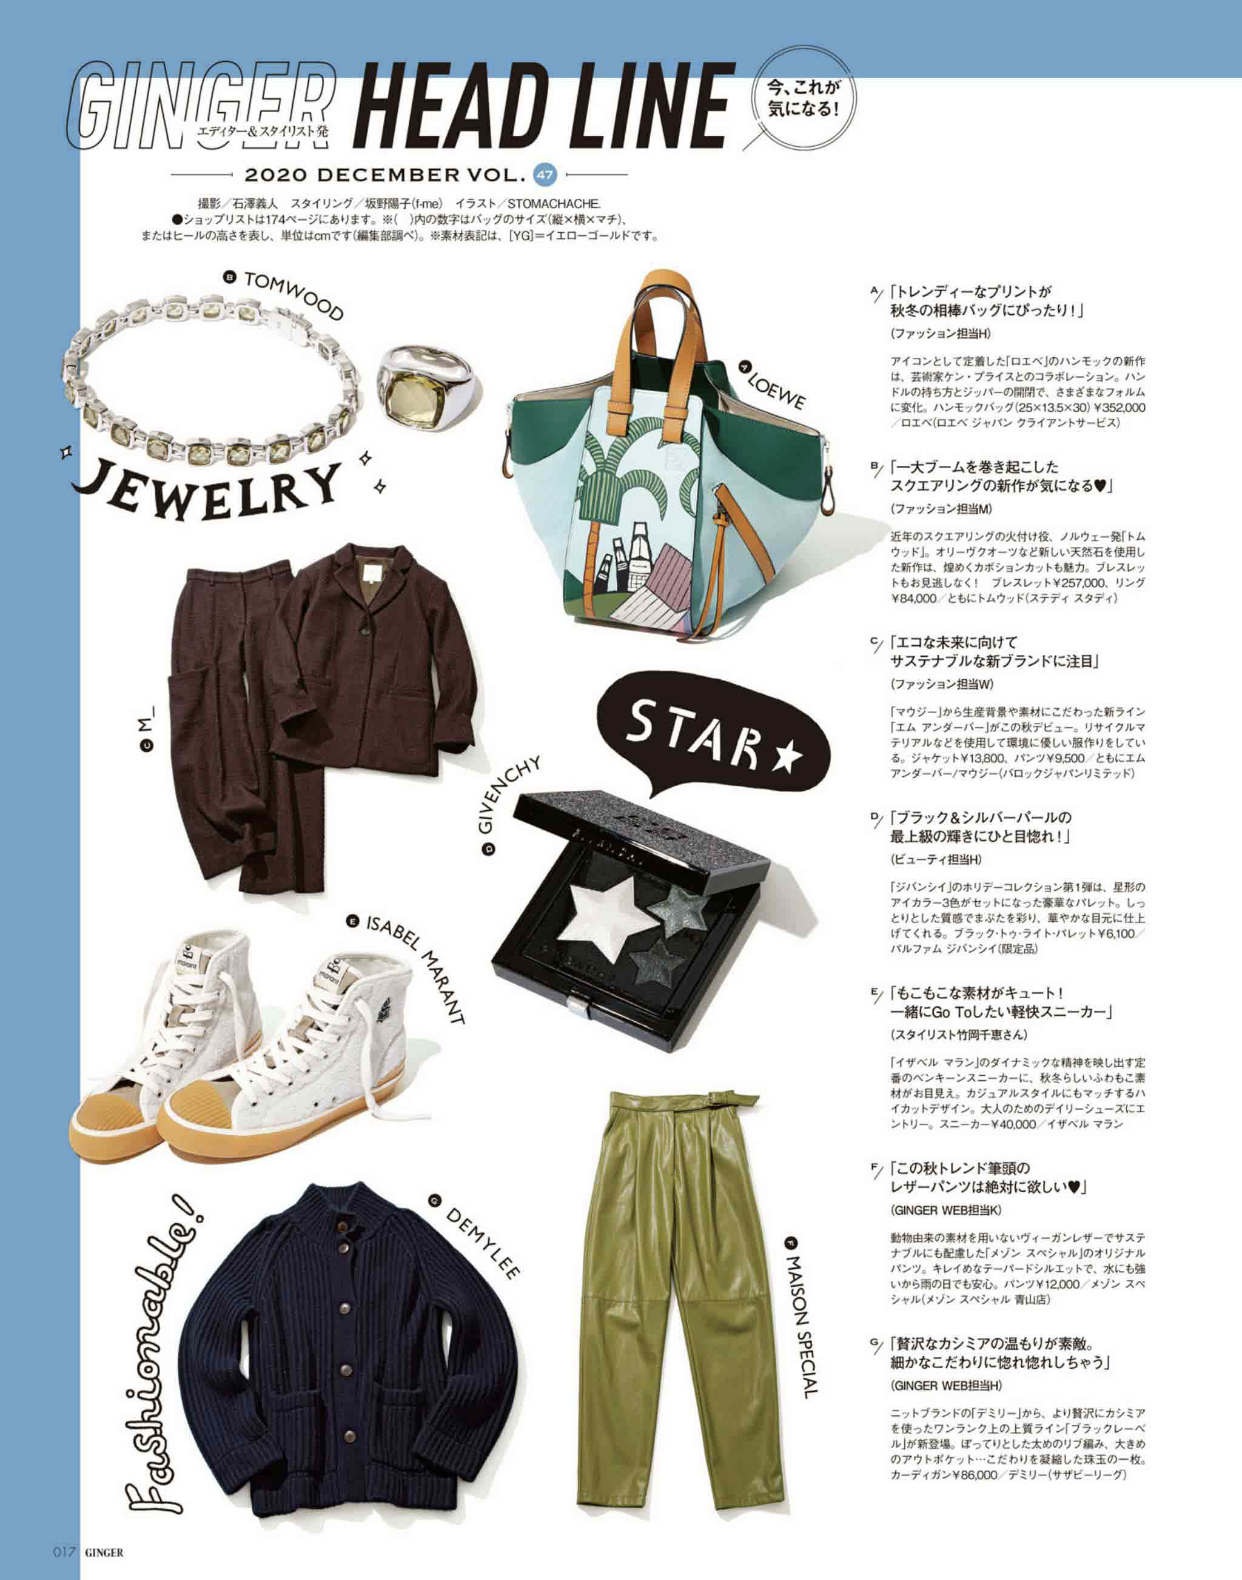 GINGER HEAD LINE
エディター&スタイリスト発
今、これが
気になる!
2020 DECEMBER VOL. 47
撮影／石澤義人　スタイリング／坂野陽子(f-me)　イラスト／STOMACHACHE.
●ショップリストは174ページにあります。※(　)内の数字はバッグのサイズ(縦×横×マチ)、
またはヒールの高さを表し、単位はcmです(編集部調べ)。※素材表記は、[YG]=イエローゴールドです。
B TOMWOOD
JEWELRY
A LOEWE
C M_
STAR★
D GIVENCHY
E ISABEL MARANT
marant
marant
Fashionable!
G DEMYLEE
F MAISON SPECIAL
A/「トレンディーなプリントが
秋冬の相棒バッグにぴったり!」
(ファッション担当H)
アイコンとして定着した「ロエベ」のハンモックの新作
は、芸術家ケン・プライスとのコラボレーション。ハン
ドルの持ち方とジッパーの開閉で、さまざまなフォルム
に変化。ハンモックバッグ(25×13.5×30)¥352,000
／ロエベ(ロエベ ジャパン クライアントサービス)
B/「一大ブームを巻き起こした
スクエアリングの新作が気になる♥」
(ファッション担当M)
近年のスクエアリングの火付け役、ノルウェー発「トム
ウッド」。オリーヴクオーツなど新しい天然石を使用し
た新作は、煌めくカボションカットも魅力。ブレスレッ
トもお見逃しなく!　ブレスレット¥257,000、リング
¥84,000／ともにトムウッド(ステディ スタディ)
C/「エコな未来に向けて
サステナブルな新ブランドに注目」
(ファッション担当W)
「マウジー」から生産背景や素材にこだわった新ライン
「エム アンダーバー」がこの秋デビュー。リサイクルマ
テリアルなどを使用して環境に優しい服作りをしてい
る。ジャケット¥13,800、パンツ¥9,500／ともにエム
アンダーバー/マウジー(バロックジャパンリミテッド)
D/「ブラック&シルバーパールの
最上級の輝きにひと目惚れ!」
(ビューティ担当H)
「ジバンシイ」のホリデーコレクション第1弾は、星形の
アイカラー3色がセットになった豪華なパレット。しっ
とりとした質感でまぶたを彩り、華やかな目元に仕上
げてくれる。ブラック・トゥ・ライト・パレット¥6,100／
パルファム ジバンシイ(限定品)
E/「もこもこな素材がキュート!
一緒にGo Toしたい軽快スニーカー」
(スタイリスト竹岡千恵さん)
「イザベル マラン」のダイナミックな精神を映し出す定
番のベンキーンスニーカーに、秋冬らしいふわもこ素
材がお目見え。カジュアルスタイルにもマッチするハ
イカットデザイン。大人のためのデイリーシューズにエ
ントリー。スニーカー¥40,000／イザベル マラン
F/「この秋トレンド筆頭の
レザーパンツは絶対に欲しい♥」
(GINGER WEB担当K)
動物由来の素材を用いないヴィーガンレザーでサステ
ナブルにも配慮した「メゾン スペシャル」のオリジナル
パンツ。キレイめなテーパードシルエットで、水にも強
いから雨の日でも安心。パンツ¥12,000／メゾン スペ
シャル(メゾン スペシャル 青山店)
G/「贅沢なカシミアの温もりが素敵。
細かなこだわりに惚れ惚れしちゃう」
(GINGER WEB担当H)
ニットブランドの「デミリー」から、より贅沢にカシミア
を使ったワンランク上の上質ライン「ブラックレーベ
ル」が新登場。ぽってりとした太めのリブ編み、大きめ
のアウトポケット…こだわりを凝縮した珠玉の一枚。
カーディガン¥86,000／デミリー(サザビーリーグ)
017 GINGER